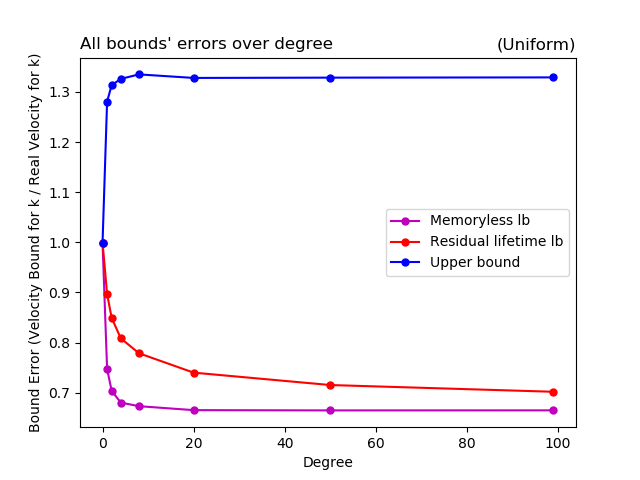 All bounds' errors over degree (Uniform)
Bound Error (Velocity Bound for k / Real Velocity for k)
1.3
1.2
1.1
1.0
0.9
0.8
0.7
Memoryless lb
Residual lifetime lb
Upper bound
0 20 40 60 80 100
Degree